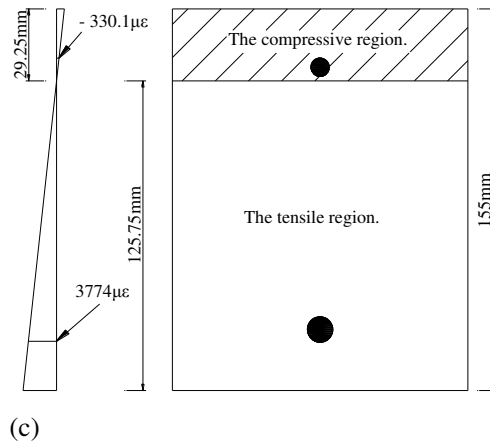 - 330.1με
29.25mm
The compressive region.
125.75mm
155mm
The tensile region.
3774με
(c)